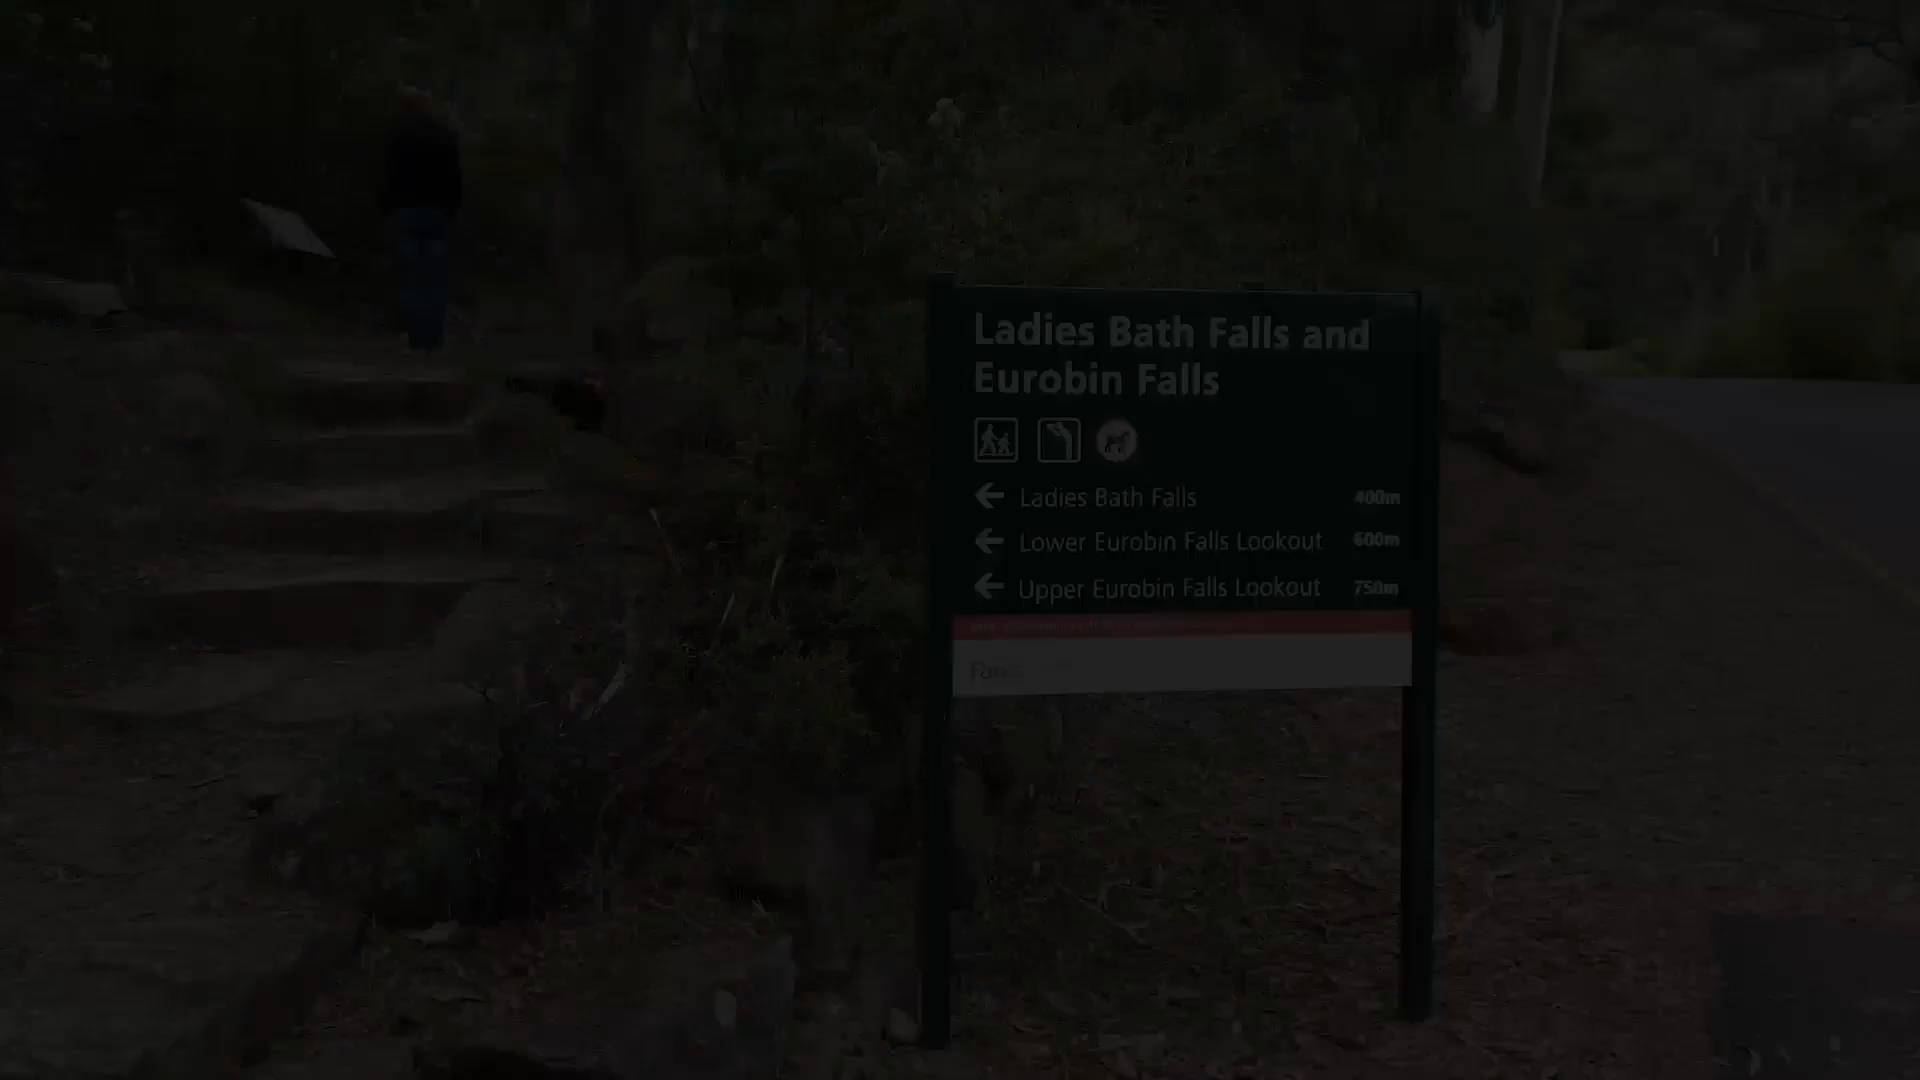 Ladies Bath Falls and
Eurobin Falls
← Ladies Bath Falls 400m
← Lower Eurobin Falls Lookout 600m
← Upper Eurobin Falls Lookout 750m